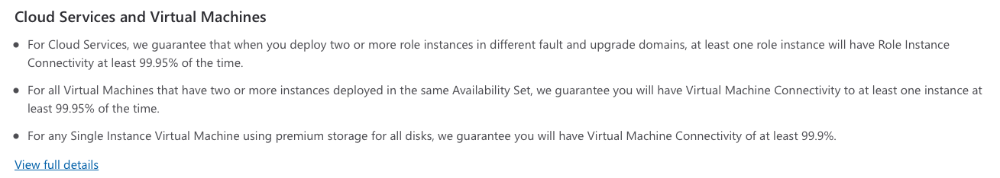 Cloud Services and Virtual Machines
• For Cloud Services, we guarantee that when you deploy two or more role instances in different fault and upgrade domains, at least one role instance will have Role Instance
Connectivity at least 99.95% of the time.
• For all Virtual Machines that have two or more instances deployed in the same Availability Set, we guarantee you will have Virtual Machine Connectivity to at least one instance at
least 99.95% of the time.
• For any Single Instance Virtual Machine using premium storage for all disks, we guarantee you will have Virtual Machine Connectivity of at least 99.9%.
View full details